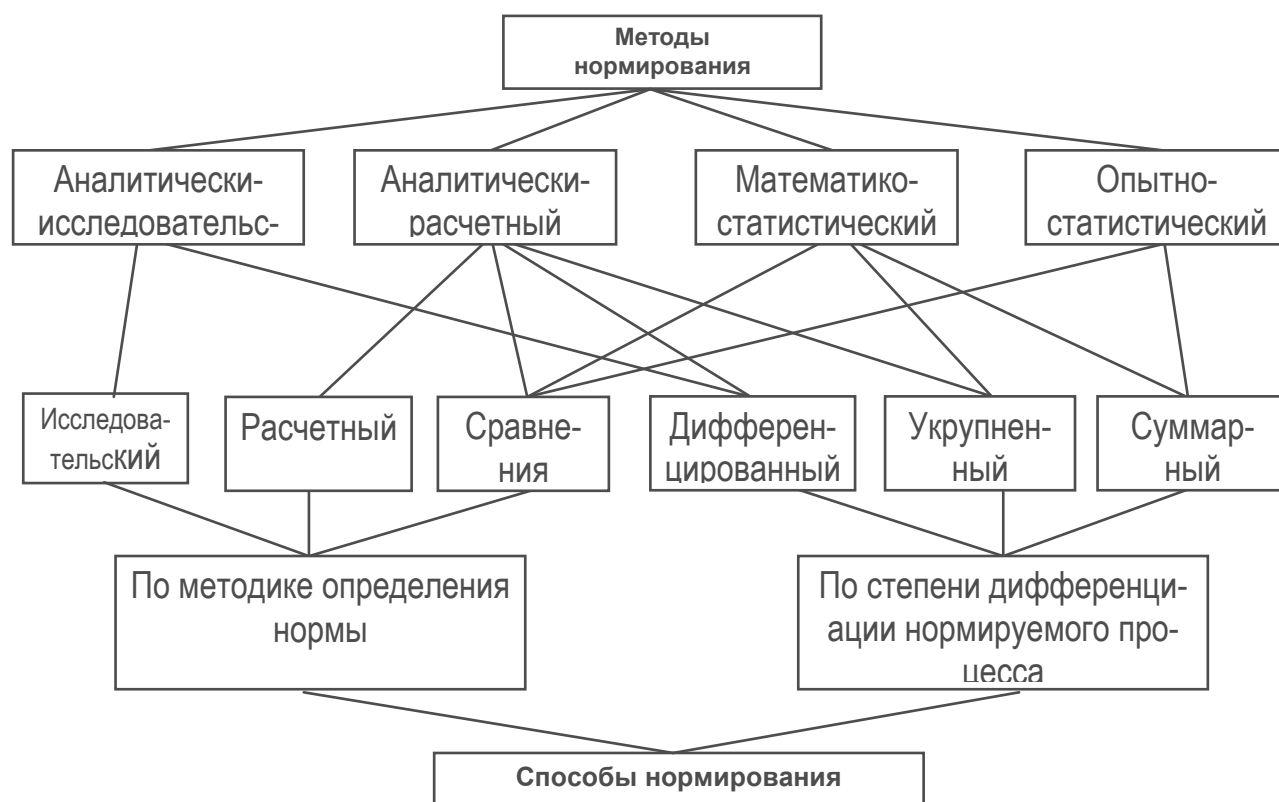 Методы
нормирования
Аналитически-
исследовательс-
Аналитически-
расчетный
Математико-
статистический
Опытно-
статистический
Исследова-
тельский
Расчетный
Сравне-
ния
Дифферен-
цированный
Укрупнен-
ный
Суммар-
ный
По методике определения
нормы
По степени дифференци-
ации нормируемого про-
цесса
Способы нормирования